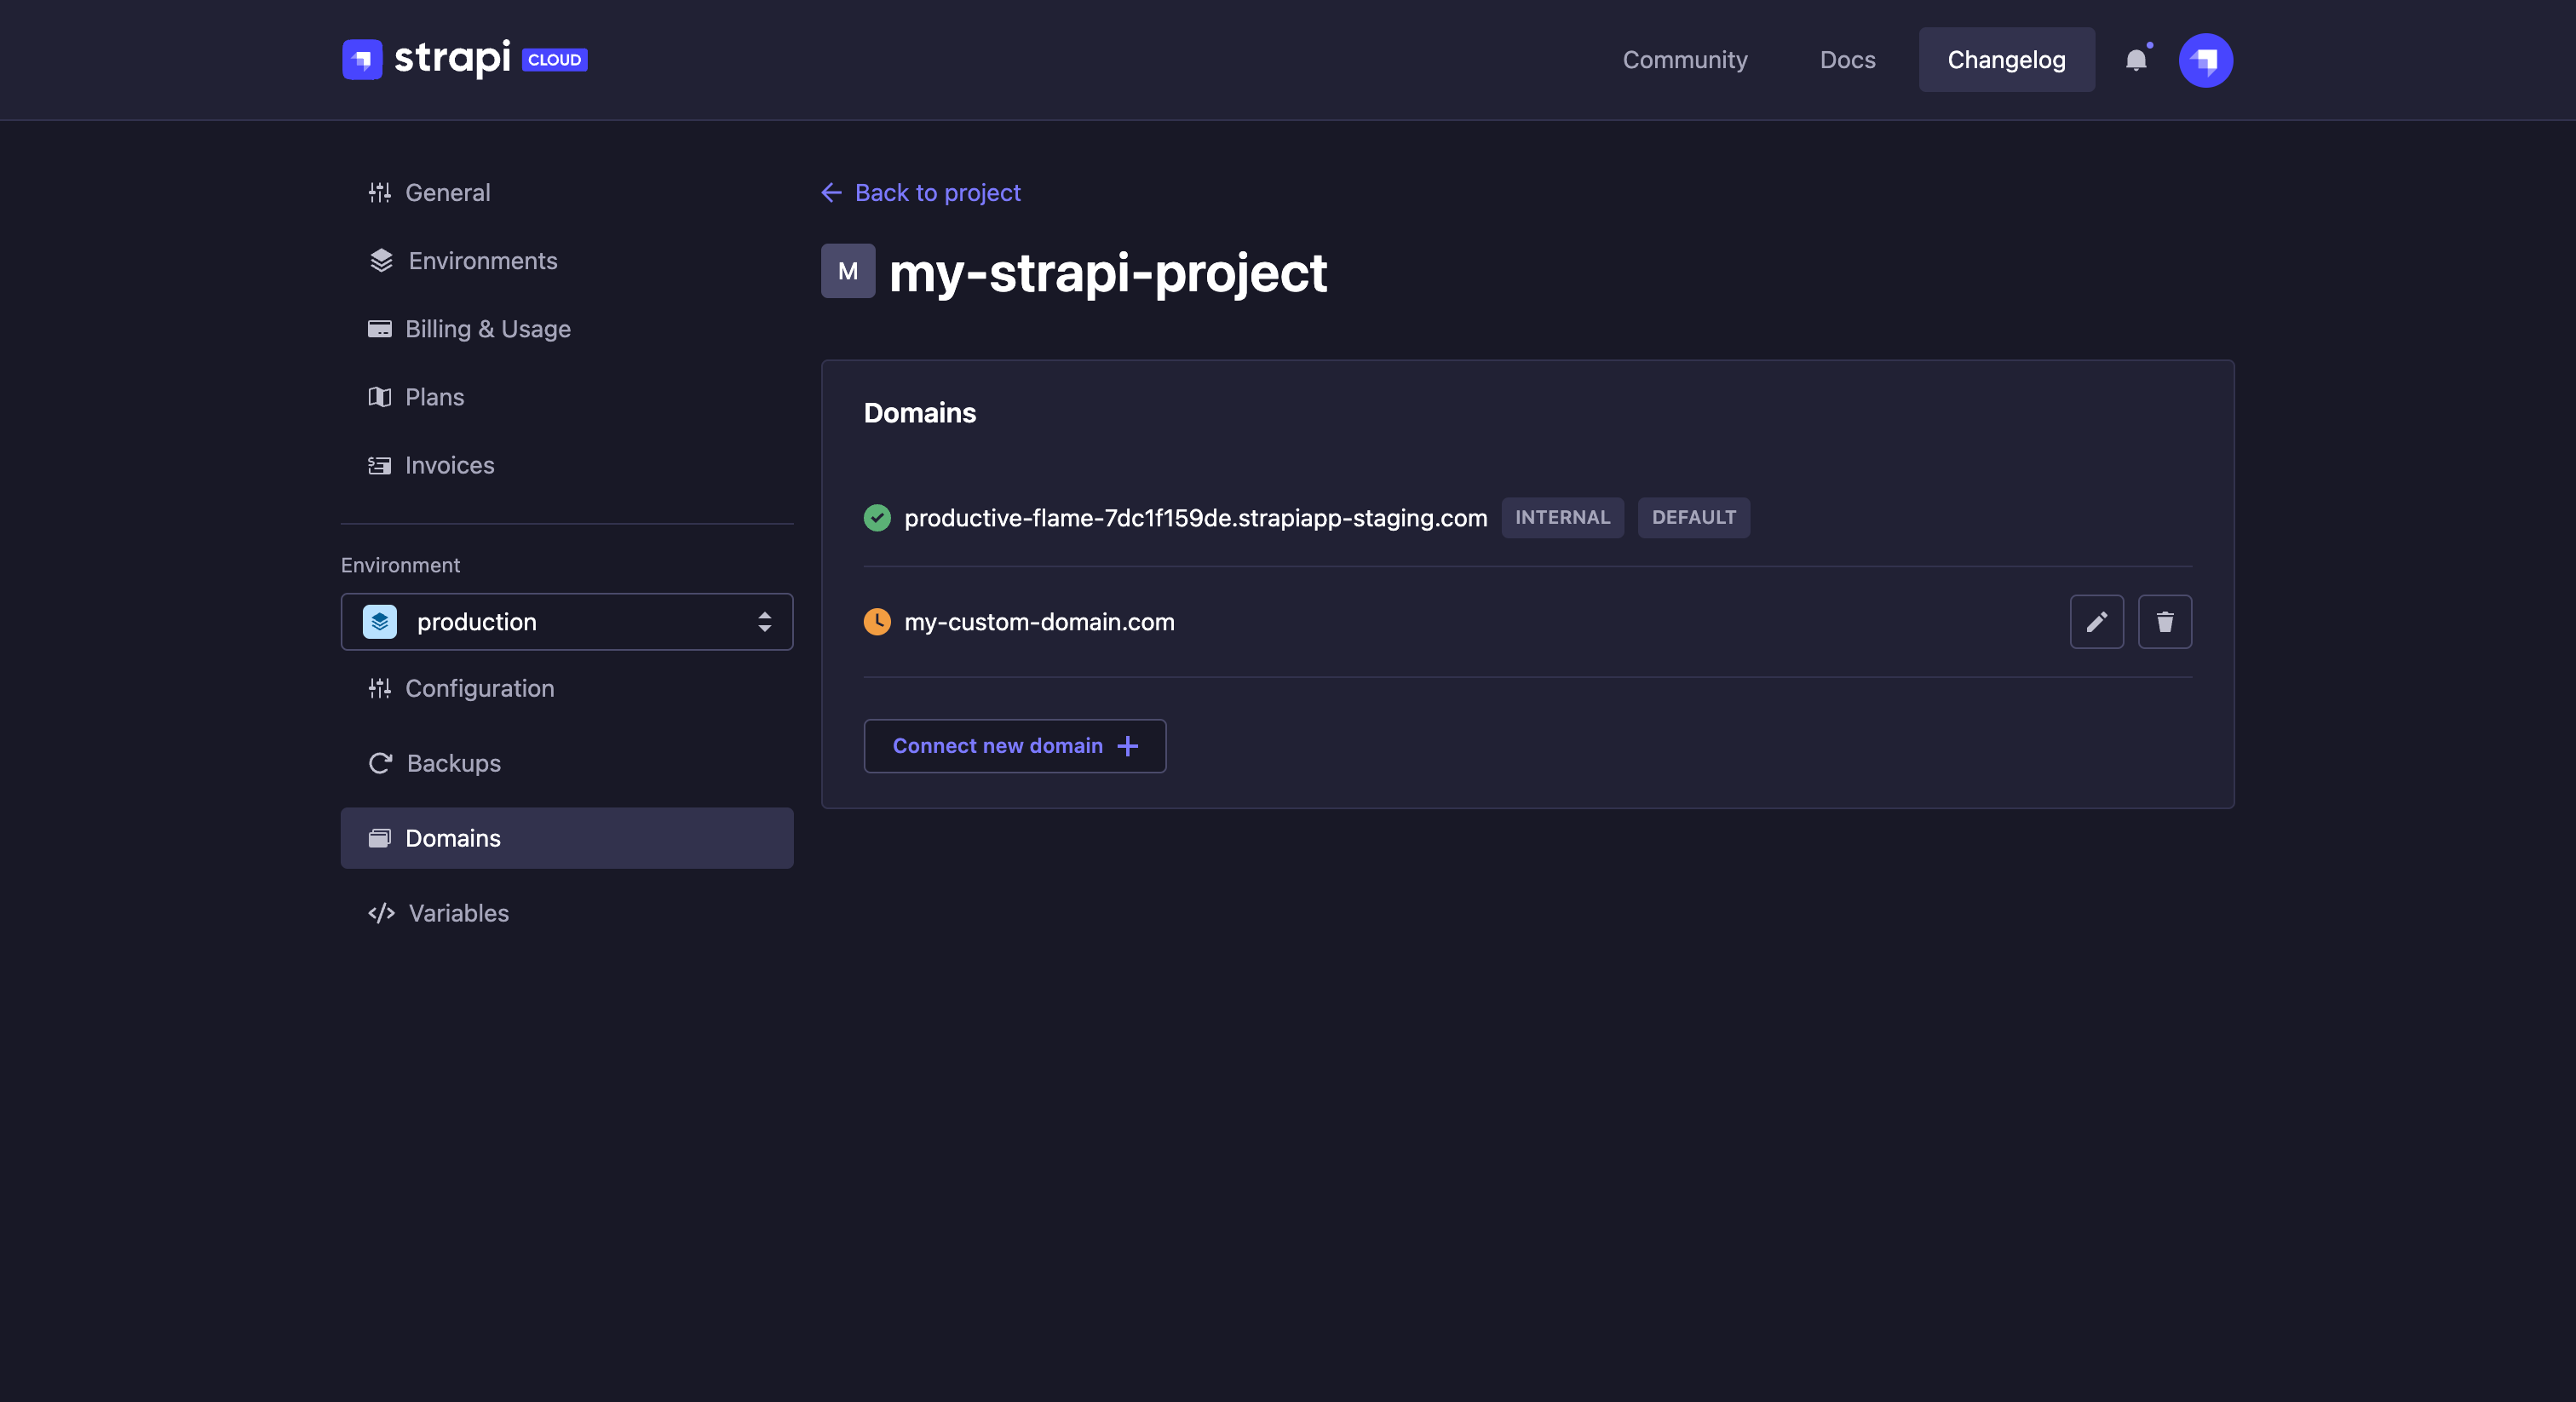 strapi CLOUD
Community
Docs
Changelog
General
Environments
Billing & Usage
Plans
Invoices
Environment
production
Configuration
Backups
Domains
Variables
Back to project
M my-strapi-project
Domains
productive-flame-7dc1f159de.strapiapp-staging.com INTERNAL DEFAULT
my-custom-domain.com
Connect new domain